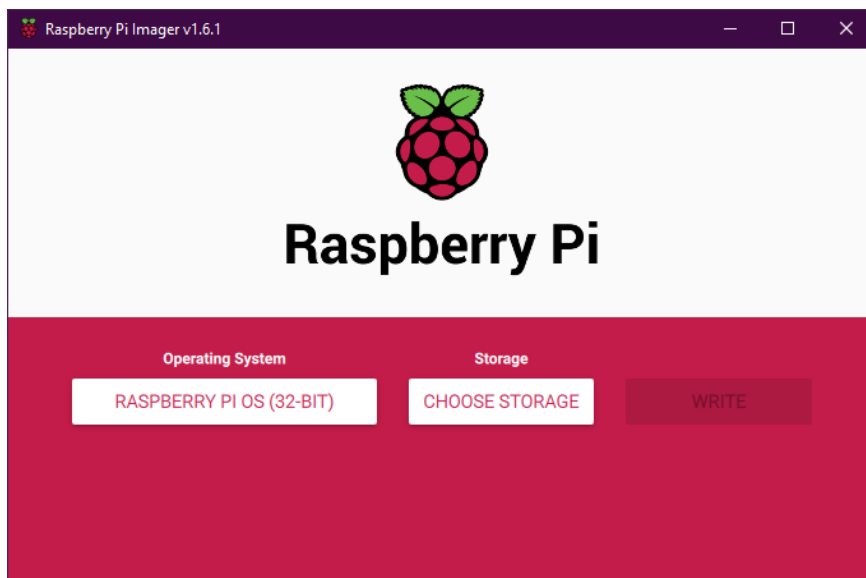 Raspberry Pi Imager v1.6.1
Raspberry Pi
Operating System
Storage
RASPBERRY PI OS (32-BIT)
CHOOSE STORAGE
WRITE